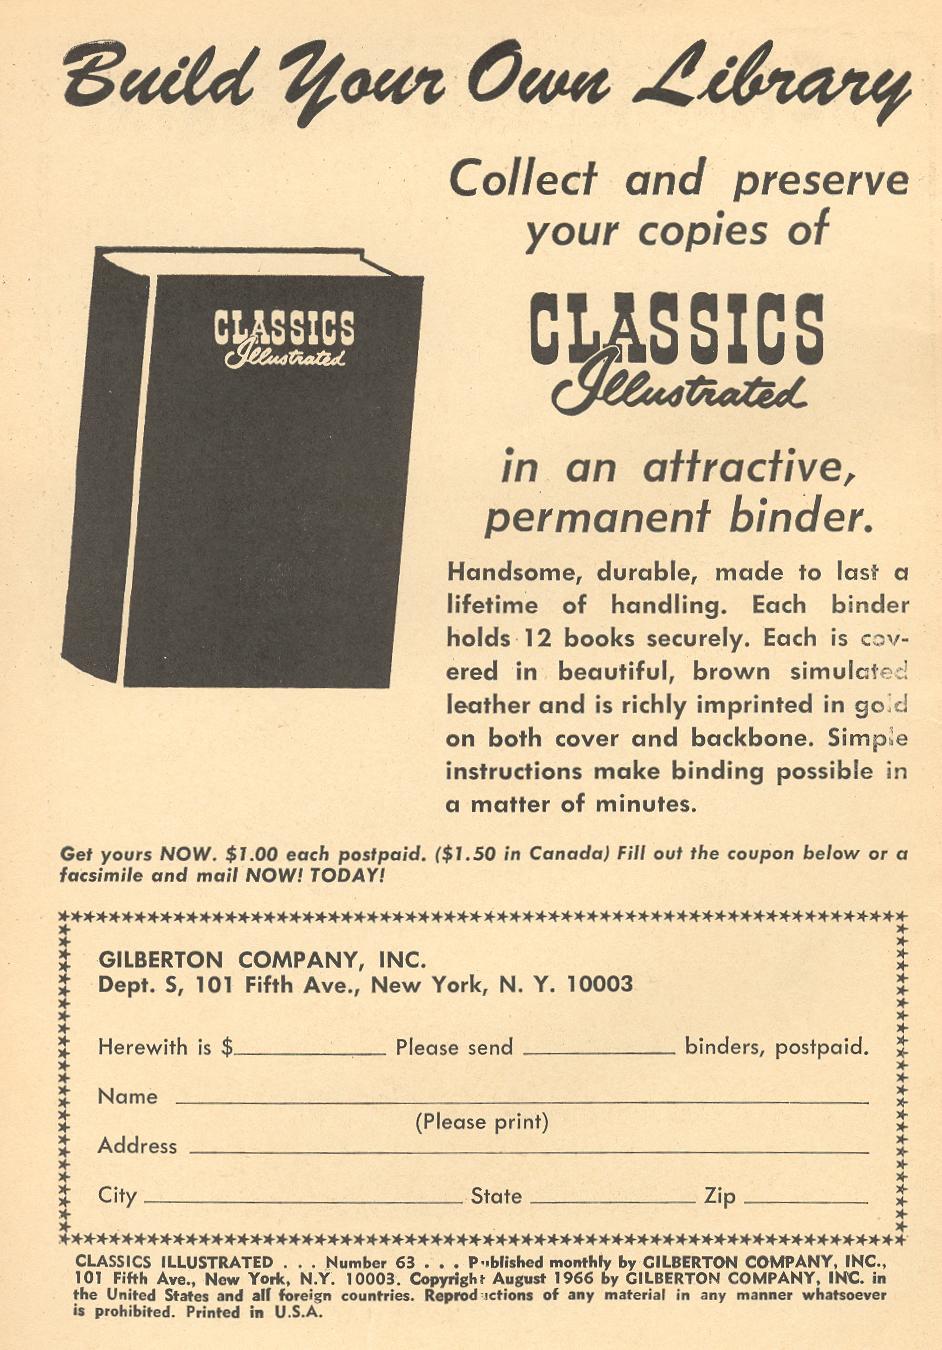 Build Your Own Library
CLASSICS
Illustrated
Collect and preserve
your copies of
CLASSICS
Illustrated
in an attractive,
permanent binder.
Handsome, durable, made to last a
lifetime of handling. Each binder
holds 12 books securely. Each is cov-
ered in beautiful, brown simulated
leather and is richly imprinted in gold
on both cover and backbone. Simple
instructions make binding possible in
a matter of minutes.
Get yours NOW. $1.00 each postpaid. ($1.50 in Canada) Fill out the coupon below or a
facsimile and mail NOW! TODAY!
GILBERTON COMPANY, INC.
Dept. S, 101 Fifth Ave., New York, N. Y. 10003
Herewith is $ Please send binders, postpaid.
Name
(Please print)
Address
City State Zip
CLASSICS ILLUSTRATED . . . Number 63 . . . Published monthly by GILBERTON COMPANY, INC.,
101 Fifth Ave., New York, N.Y. 10003. Copyright August 1966 by GILBERTON COMPANY, INC. in
the United States and all foreign countries. Reproductions of any material in any manner whatsoever
is prohibited. Printed in U.S.A.